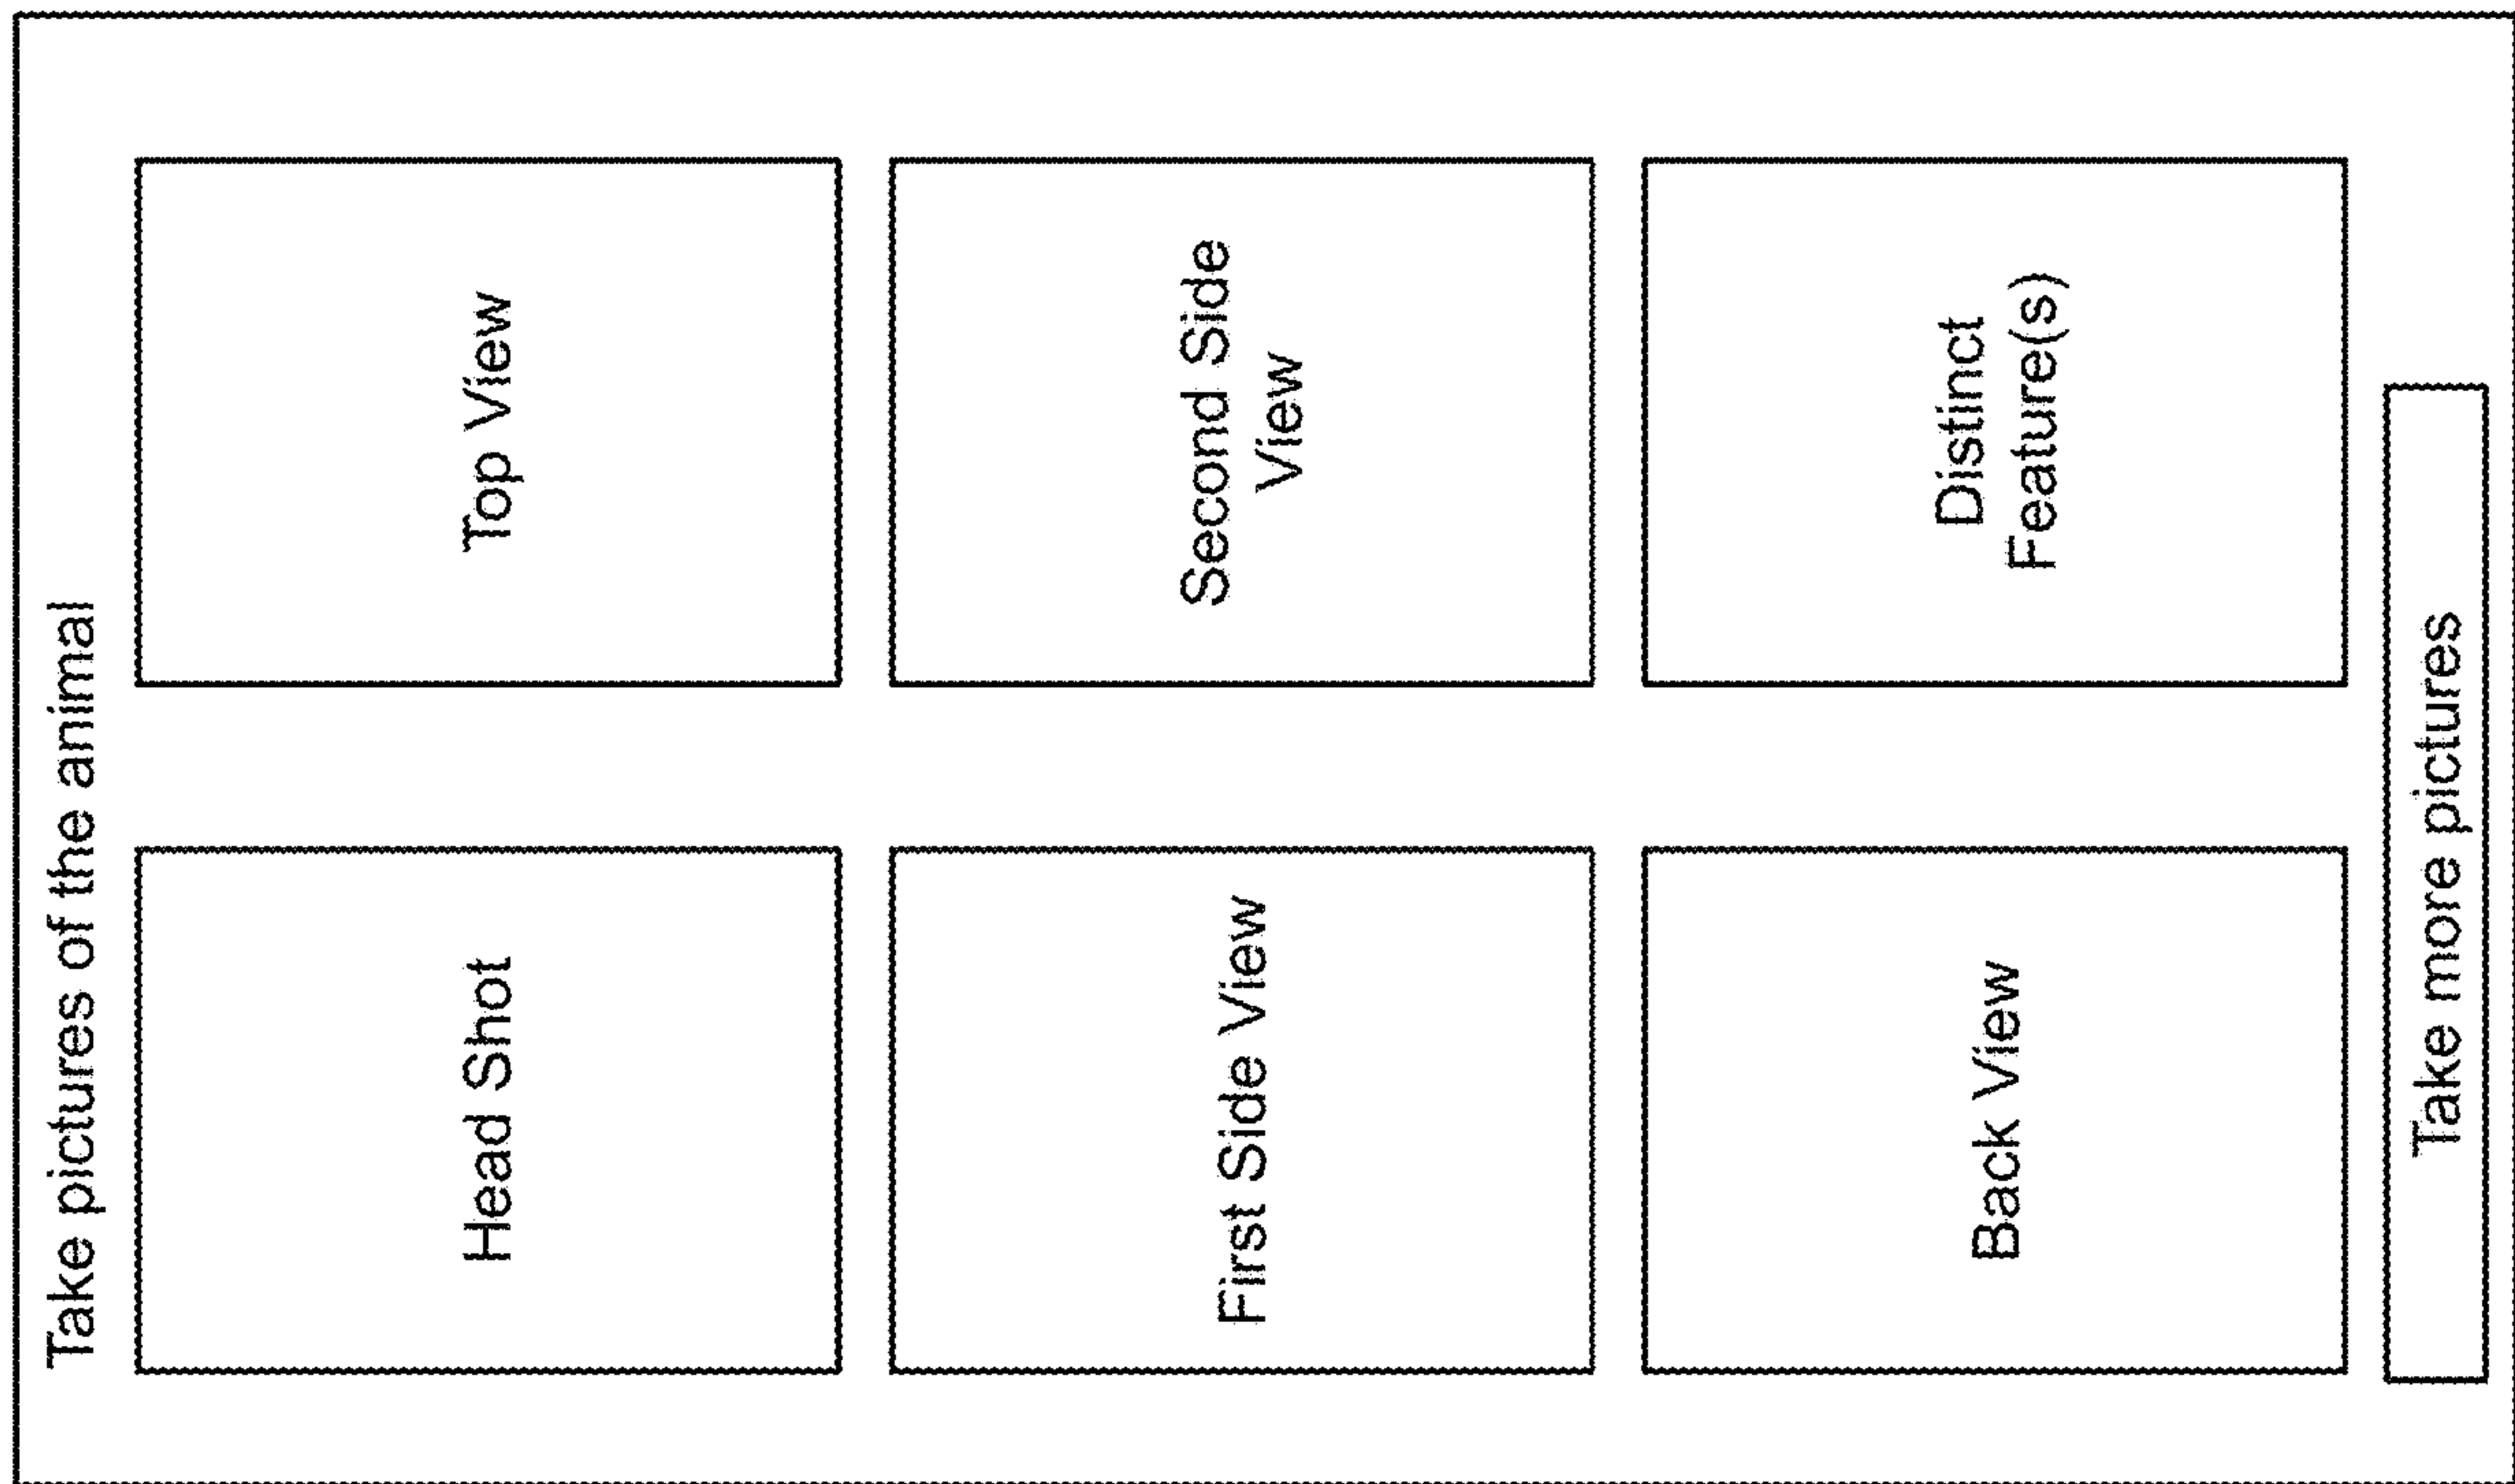 Take pictures of the animal
Head Shot
Top View
First Side View
Second Side
View
Back View
Distinct
Feature(s)
Take more pictures